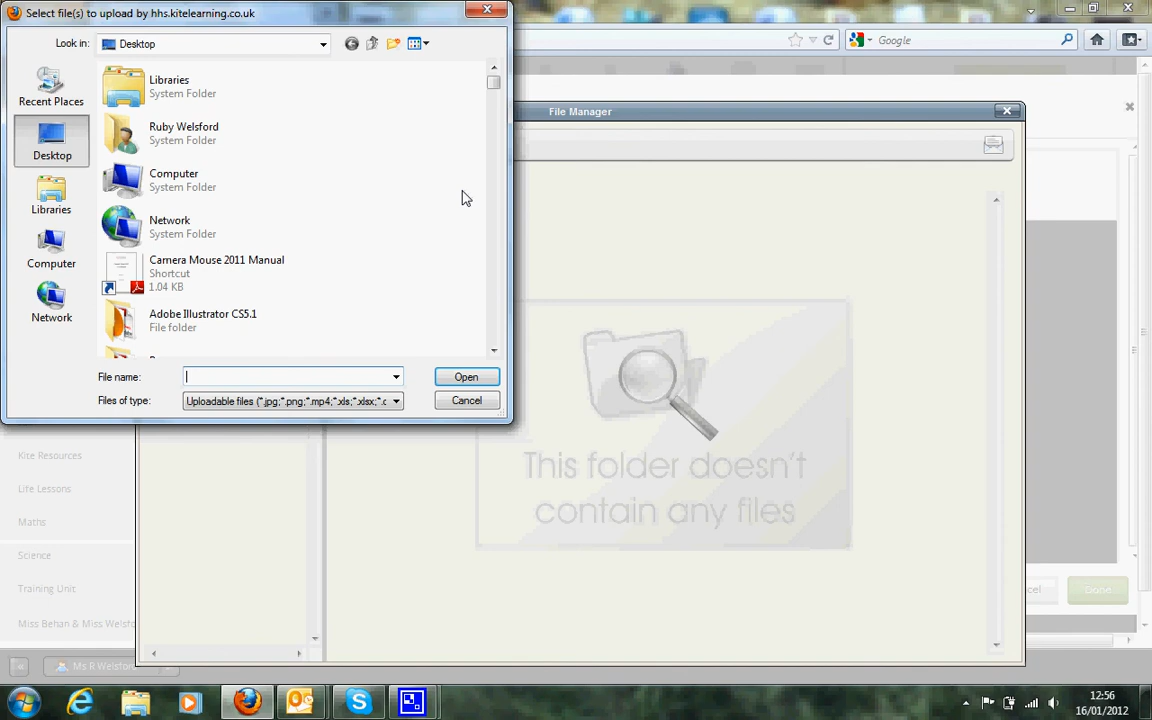 Select file(s) to upload by hhs.kitelearning.co.uk
Look in:
Desktop
Google
Recent Places
Desktop
Libraries
Computer
Network
Libraries
System Folder
Ruby Welsford
System Folder
Computer
System Folder
Network
System Folder
Camera Mouse 2011 Manual
Shortcut
1.04 KB
Adobe Illustrator CS5.1
File folder
File name:
Open
Files of type:
Uploadable files (*.jpg;*.png;*.mp4;*.xls;*.xlsx;*.c
Cancel
File Manager
This folder doesn't
contain any files
Kite Resources
Life Lessons
Maths
Science
Training Unit
Miss Behan & Miss Welsfo
cel
Done
Ms R Welsford
12:56
16/01/2012